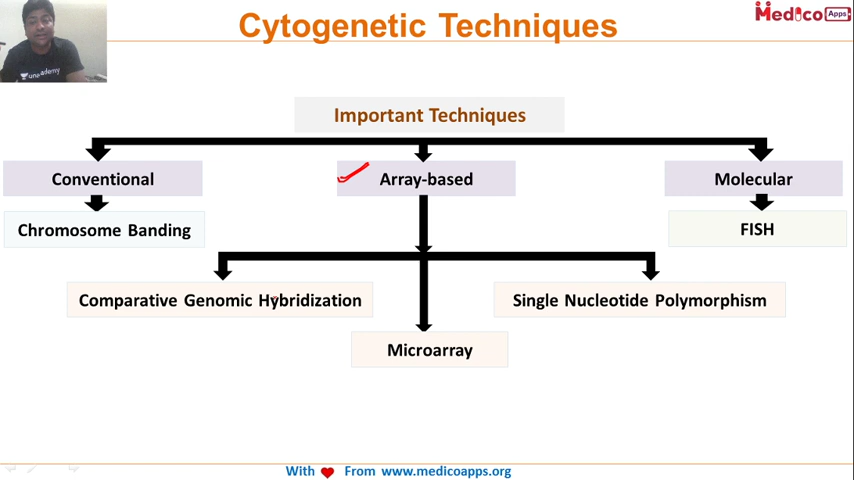 Cytogenetic Techniques
Medico Apps
unacademy
Important Techniques
Conventional
Array-based
Molecular
Chromosome Banding
FISH
Comparative Genomic Hybridization
Single Nucleotide Polymorphism
Microarray
With From www.medicoapps.org